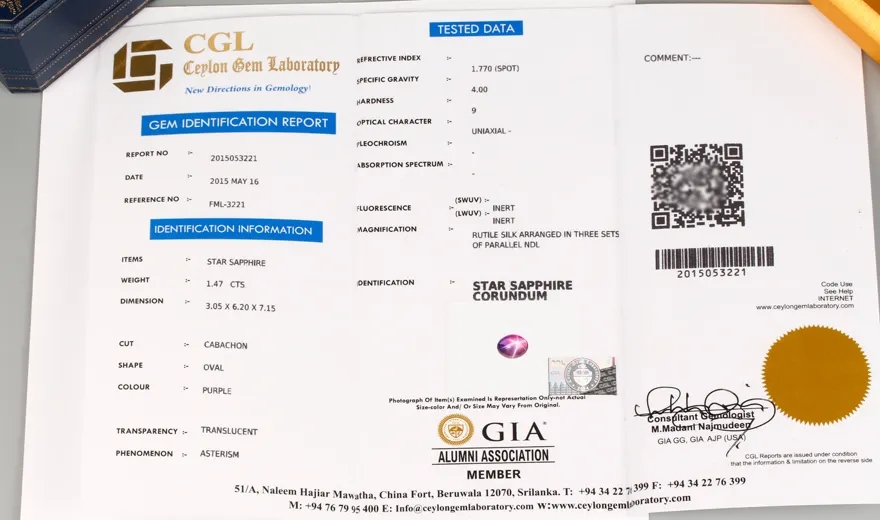 CGL
Ceylon Gem Laboratory
New Directions in Gemology!
GEM IDENTIFICATION REPORT
REPORT NO :- 2015053221
DATE :- 2015 MAY 16
REFERENCE NO :- FML-3221
IDENTIFICATION INFORMATION
ITEMS :- STAR SAPPHIRE
WEIGHT :- 1.47 CTS
DIMENSION :- 3.05 X 6.20 X 7.15
CUT :- CABACHON
SHAPE :- OVAL
COLOUR :- PURPLE
TRANSPARENCY :- TRANSLUCENT
PHENOMENON :- ASTERISM
TESTED DATA
REFRECTIVE INDEX :- 1.770 (SPOT)
SPECIFIC GRAVITY :- 4.00
HARDNESS :- 9
OPTICAL CHARACTER :- UNIAXIAL -
PLEOCHROISM :- -
ABSORPTION SPECTRUM :- -
FLUORESCENCE :- (SWUV) :- INERT
(LWUV) :- INERT
MAGNIFICATION :- RUTILE SILK ARRANGED IN THREE SETS
OF PARALLEL NDL
IDENTIFICATION :- STAR SAPPHIRE
CORUNDUM
Photograph Of Item(s) Examined Is Represertation Only-not Actual
Size-color And/ Or Size May Vary From Original.
GIA
ALUMNI ASSOCIATION
MEMBER
COMMENT:---
2015053221
Code Use
See Help
INTERNET
www.ceylongemlaboratory.com
Consultant Gemologist
M.Madani Najmudeen
GIA GG, GIA AJP (USA)
CGL Reports are issued under condition
that the information & limitation on the reverse side
51/A, Naleem Hajiar Mawatha, China Fort, Beruwala 12070, Srilanka. T: +94 34 22 399 F: +94 34 22 76 399
M: +94 76 79 95 400 E: Info@ceylongemlaboratory.com W:www.ceylongemlaboratory.com